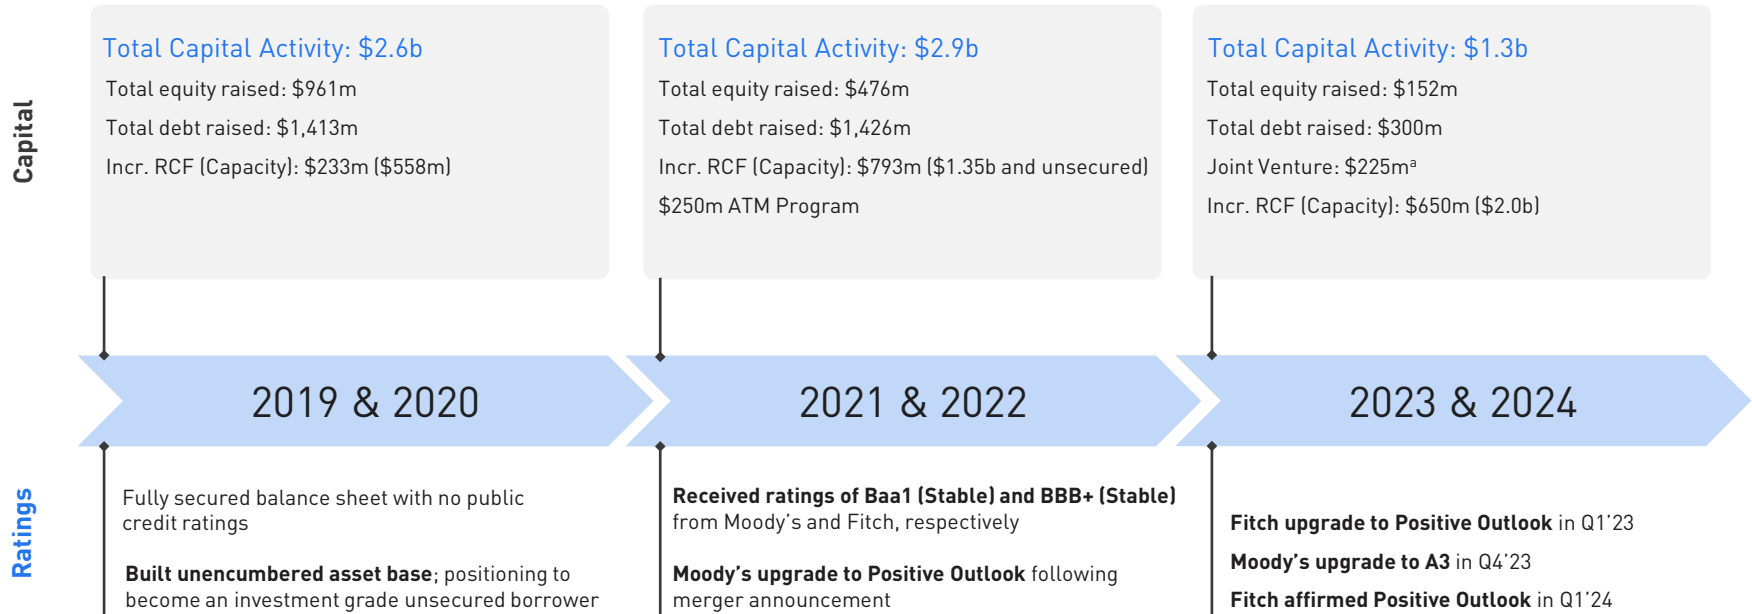 Capital
Total Capital Activity: $2.6b
Total equity raised: $961m
Total debt raised: $1,413m
Incr. RCF (Capacity): $233m ($558m)
Total Capital Activity: $2.9b
Total equity raised: $476m
Total debt raised: $1,426m
Incr. RCF (Capacity): $793m ($1.35b and unsecured)
$250m ATM Program
Total Capital Activity: $1.3b
Total equity raised: $152m
Total debt raised: $300m
Joint Venture: $225mª
Incr. RCF (Capacity): $650m ($2.0b)
2019 & 2020
2021 & 2022
2023 & 2024
Ratings
Fully secured balance sheet with no public
credit ratings
Built unencumbered asset base; positioning to
become an investment grade unsecured borrower
Received ratings of Baa1 (Stable) and BBB+ (Stable)
from Moody’s and Fitch, respectively
Moody’s upgrade to Positive Outlook following
merger announcement
Fitch upgrade to Positive Outlook in Q1’23
Moody’s upgrade to A3 in Q4’23
Fitch affirmed Positive Outlook in Q1’24